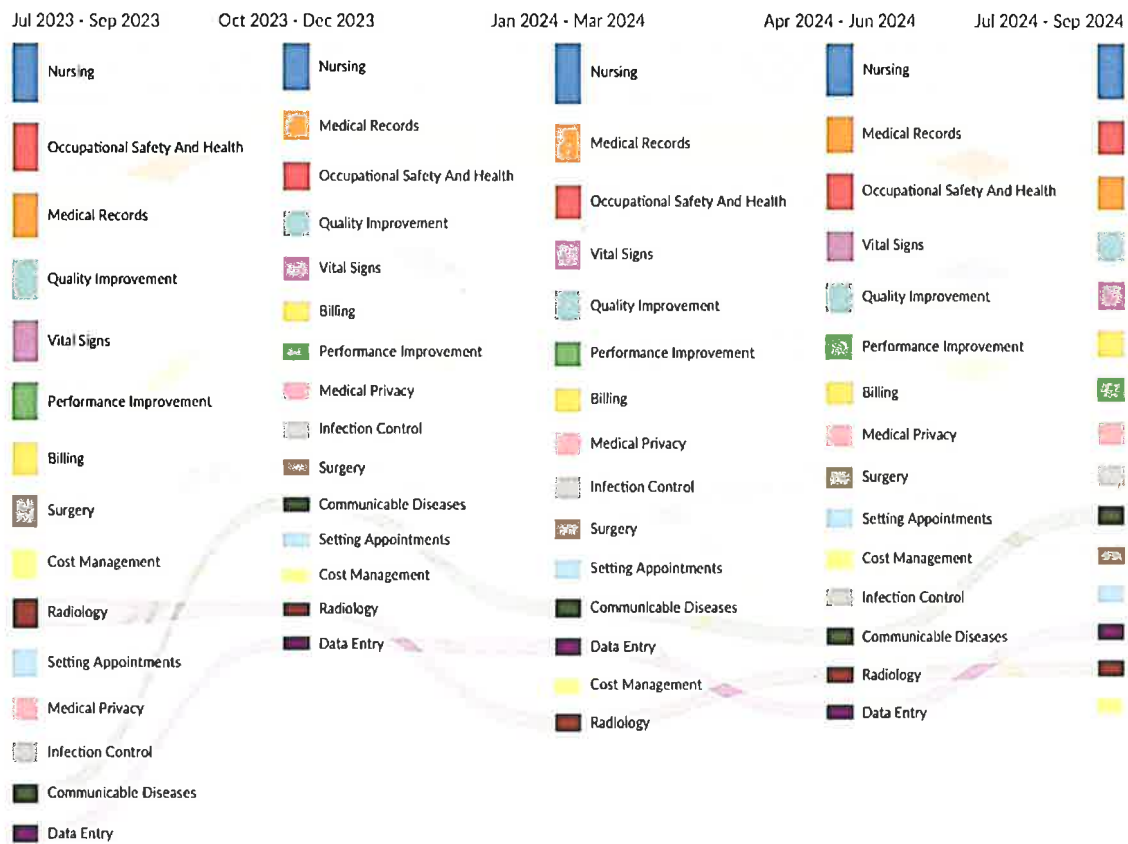 Jul 2023 - Sep 2023
Oct 2023 - Dec 2023
Jan 2024 - Mar 2024
Apr 2024 - Jun 2024
Jul 2024 - Sep 2024
Nursing
Occupational Safety And Health
Medical Records
Quality Improvement
Vital Signs
Performance Improvement
Billing
Surgery
Cost Management
Radiology
Setting Appointments
Medical Privacy
Infection Control
Communicable Diseases
Data Entry
Nursing
Medical Records
Occupational Safety And Health
Quality Improvement
Vital Signs
Billing
Performance Improvement
Medical Privacy
Infection Control
Surgery
Communicable Diseases
Setting Appointments
Cost Management
Radiology
Data Entry
Nursing
Medical Records
Occupational Safety And Health
Vital Signs
Quality Improvement
Performance Improvement
Billing
Medical Privacy
Infection Control
Surgery
Setting Appointments
Communicable Diseases
Data Entry
Cost Management
Radiology
Nursing
Medical Records
Occupational Safety And Health
Vital Signs
Quality Improvement
Performance Improvement
Billing
Medical Privacy
Surgery
Setting Appointments
Cost Management
Infection Control
Communicable Diseases
Radiology
Data Entry